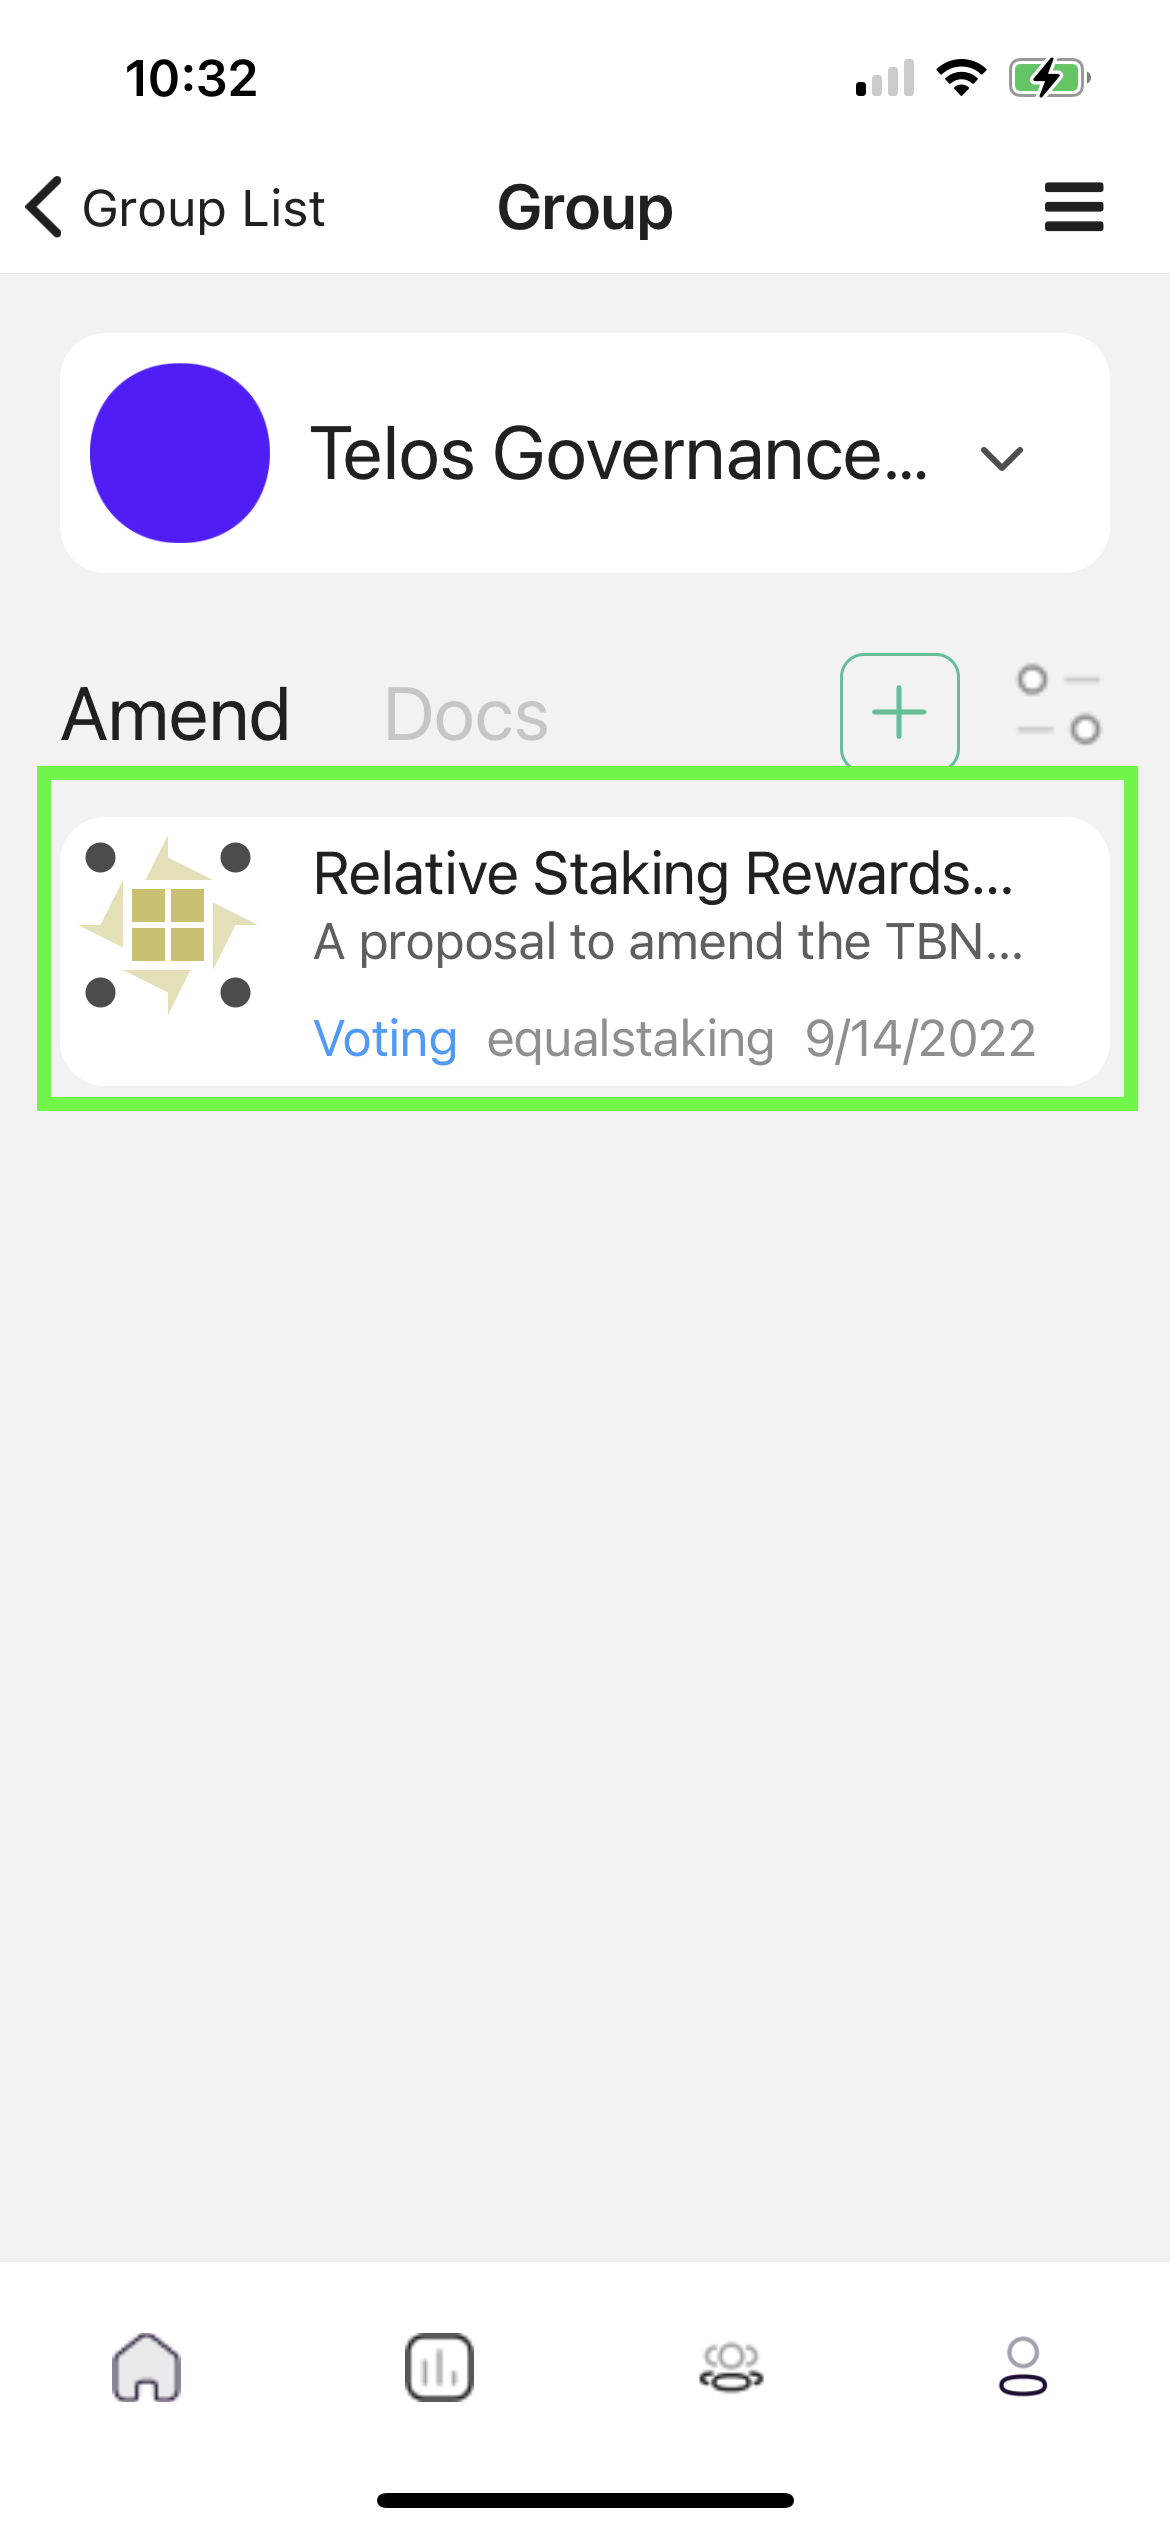 10:32
Group List
Group
Telos Governance...
Amend
Docs
Relative Staking Rewards...
A proposal to amend the TBN...
Voting equalstaking 9/14/2022